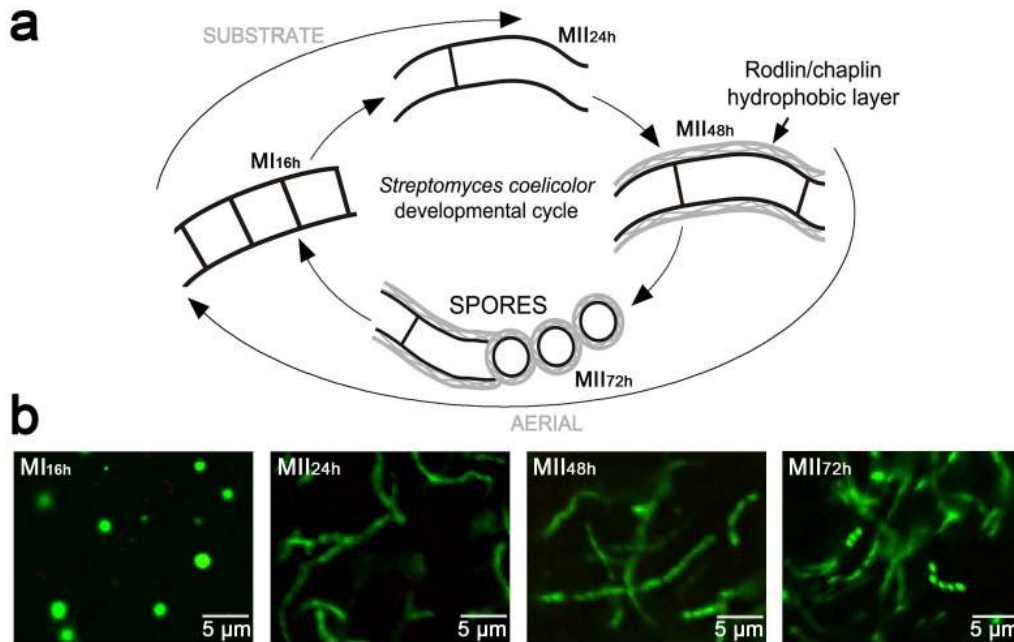 a
SUBSTRATE
MII24h
Rodlin/chaplin
hydrophobic layer
MII48h
MI16h
Streptomyces coelicolor
developmental cycle
SPORES
MII72h
AERIAL
b
MI16h
MII24h
MII48h
MII72h
5 µm
5 µm
5 µm
5 µm